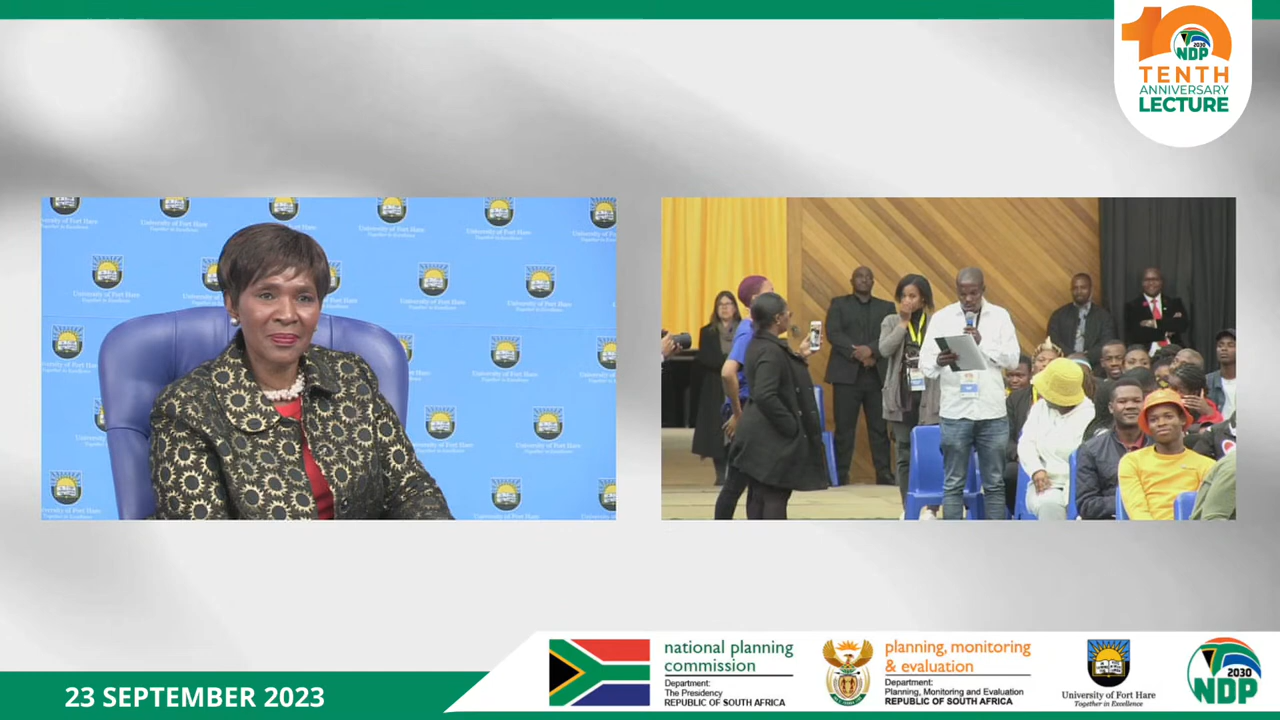 10
2030
NDP
TENTH
ANNIVERSARY
LECTURE
University of Fort Hare
Together in Excellence
23 SEPTEMBER 2023
national planning
commission
Department:
The Presidency
REPUBLIC OF SOUTH AFRICA
planning, monitoring
& evaluation
Department:
Planning, Monitoring and Evaluation
REPUBLIC OF SOUTH AFRICA
University of Fort Hare
Together in Excellence
2030
NDP